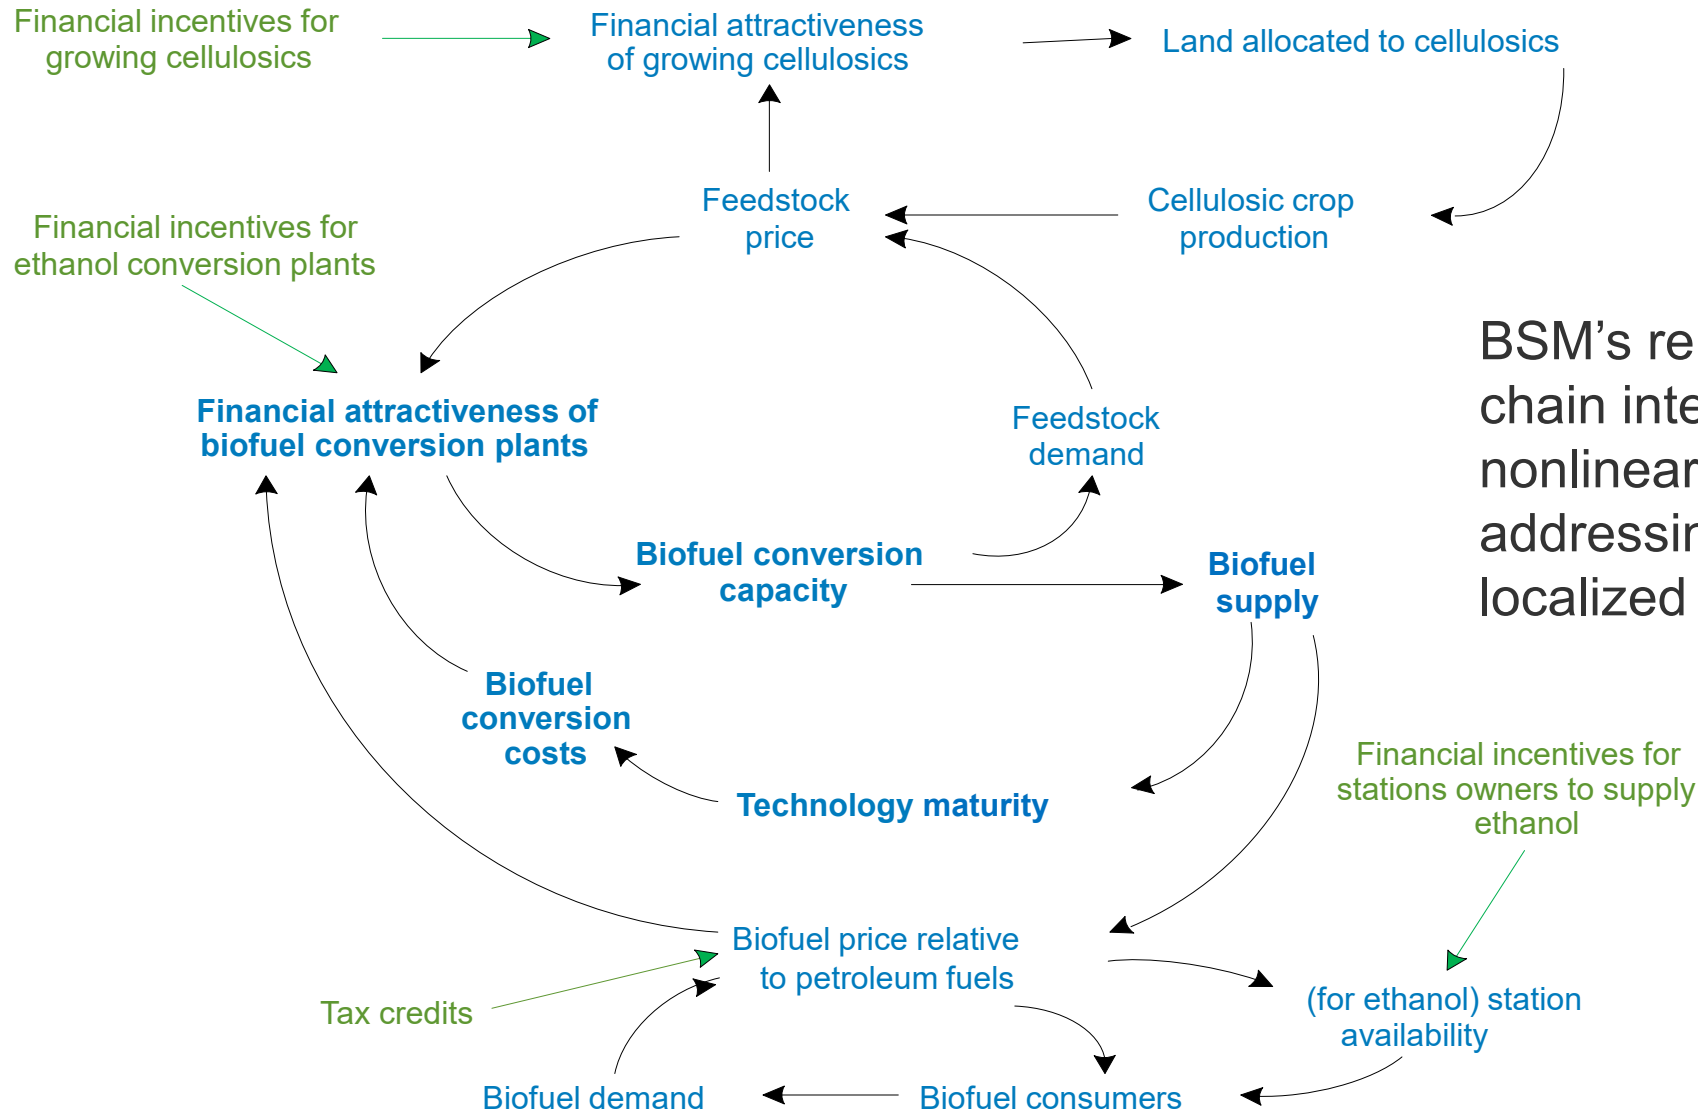 Financial incentives for
growing cellulosics
Financial attractiveness
of growing cellulosics
Land allocated to cellulosics
Feedstock
price
Cellulosic crop
production
Financial incentives for
ethanol conversion plants
Financial attractiveness of
biofuel conversion plants
Feedstock
demand
BSM’s re
chain inte
nonlinear
addressin
localized
Biofuel conversion
capacity
Biofuel
supply
Biofuel
conversion
costs
Technology maturity
Financial incentives for
stations owners to supply
ethanol
Biofuel price relative
to petroleum fuels
Tax credits
(for ethanol) station
availability
Biofuel demand
Biofuel consumers